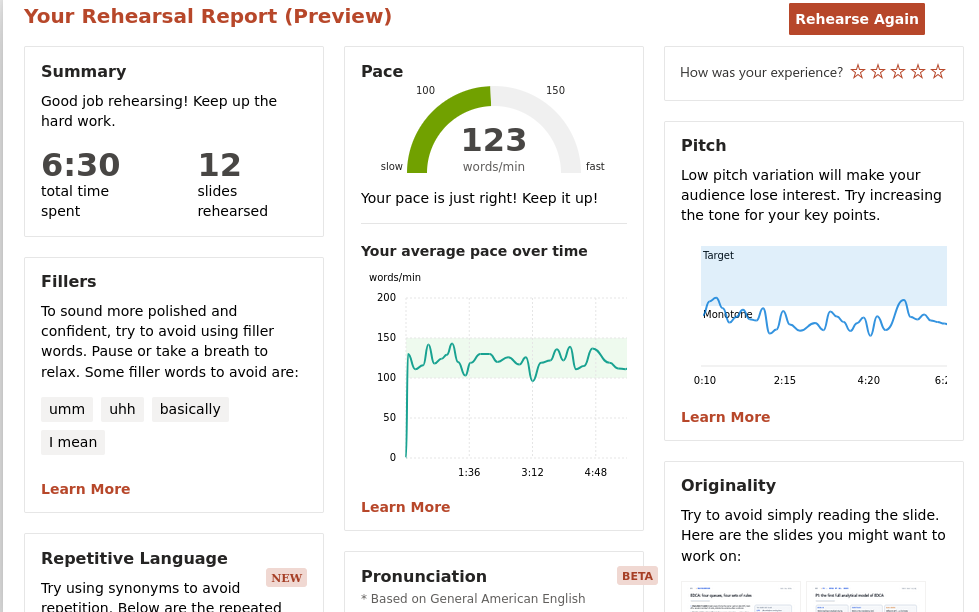 Your Rehearsal Report (Preview)
Rehearse Again
Summary
Good job rehearsing! Keep up the
hard work.
6:30
total time
spent
12
slides
rehearsed
Fillers
To sound more polished and
confident, try to avoid using filler
words. Pause or take a breath to
relax. Some filler words to avoid are:
umm
uhh
basically
I mean
Learn More
Repetitive Language
NEW
Try using synonyms to avoid
repetition. Below are the repeated
Pace
100
150
123
words/min
slow
fast
Your pace is just right! Keep it up!
Your average pace over time
words/min
200
150
100
50
0
1:36
3:12
4:48
Learn More
Pronunciation
BETA
* Based on General American English
How was your experience?
Pitch
Low pitch variation will make your
audience lose interest. Try increasing
the tone for your key points.
Target
Monotone
0:10
2:15
4:20
Learn More
Originality
Try to avoid simply reading the slide.
Here are the slides you might want to
work on: